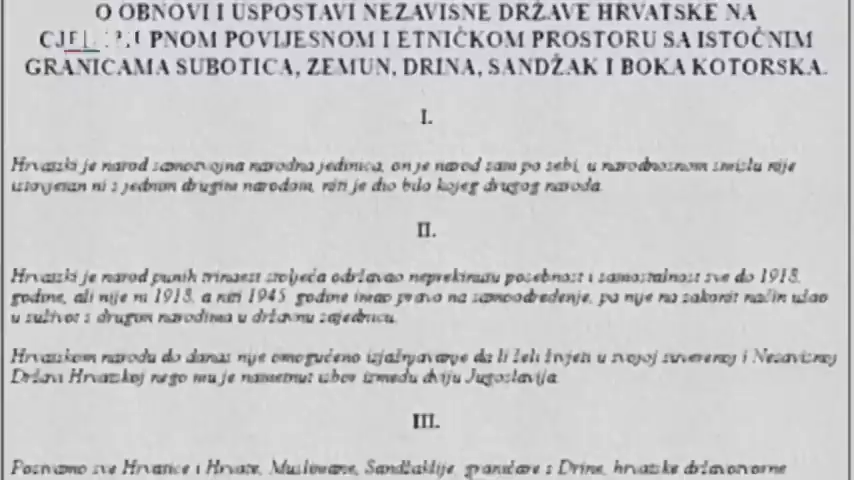 O OBNOVI I USPOSTAVI NEZAVISNE DRŽAVE HRVATSKE NA
PNOM POVIJESNOM I ETNIČKOM PROSTORU SA ISTOČNIM
GRANICAMA SUBOTICA, ZEMUN, DRINA, SANDŽAK I BOKA KOTORSKA.
I.
Hrvatski je narod samosvojna narodna jedinica, on je narod sam po sebi, u narodnosnom smislu nije
istovjetan ni s jednim drugim narodom, niti je dio bilo kojeg drugog naroda.
II.
Hrvatski je narod punih trinaest stoljeća održavao neprekinutu posebnost i samostalnost sve do 1918.
godine, ali nije ni 1918. a niti 1945. godine imao pravo na samoodređenje, pa nije na zakonit način ušao
u suživot s drugim narodima u državnu zajednicu.
Hrvatskom narodu do danas nije omogućeno izjašnjavanje da li želi živjeti u svojoj suverenoj i Nezavisnoj
Državi Hrvatskoj nego mu je nametnut izbor između dviju Jugoslavija.
III.
Pozivamo sve Hrvatice i Hrvate, Muslimane, Sandžaklije, graničare s Drine, hrvatske državotvorne